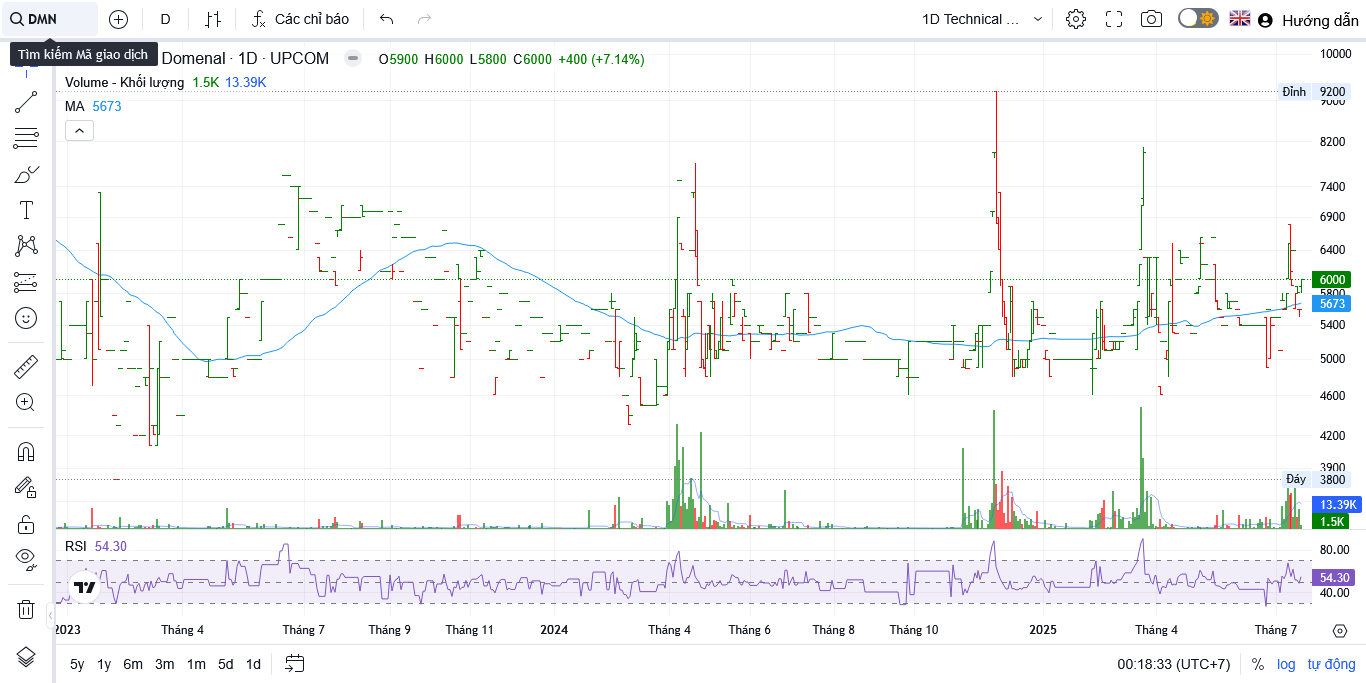 DMN D Các chỉ báo 1D Technical ... Hướng dẫn
Tìm kiếm Mã giao dịch
Domenal · 1D · UPCOM O5900 H6000 L5800 C6000 +400 (+7.14%)
Volume - Khối lượng 1.5K 13.39K
MA 5673
10000
Đỉnh 9200
9000
8200
7400
6900
6400
6000
5800
5673
5400
5000
4600
4200
3900
Đáy 3800
13.39K
1.5K
RSI 54.30
80.00
54.30
40.00
2023 Tháng 4 Tháng 7 Tháng 9 Tháng 11 2024 Tháng 4 Tháng 6 Tháng 8 Tháng 10 2025 Tháng 4 Tháng 7
5y 1y 6m 3m 1m 5d 1d 00:18:33 (UTC+7) % log tự động